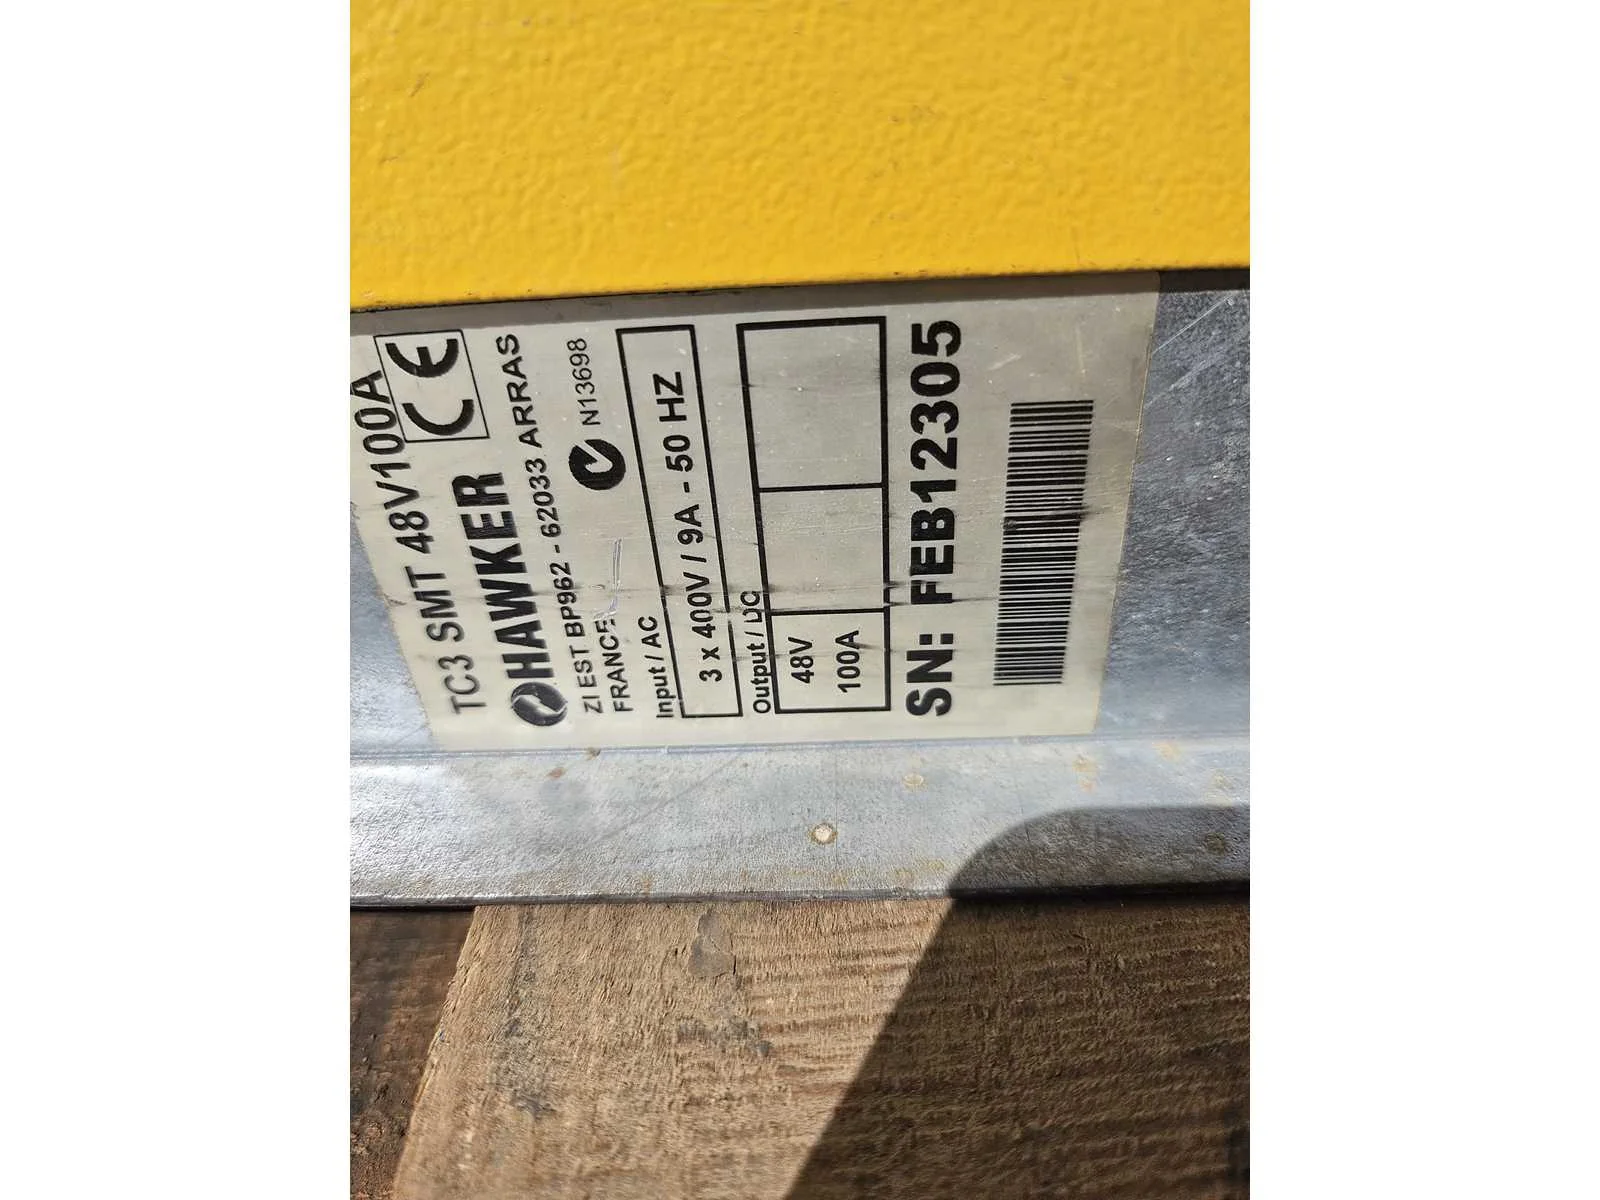 TC3 SMT 48V100A
HAWKER CE
ZI EST BP962 - 62033 ARRAS
FRANCE N13698
Input / AC
3 x 400V / 9A - 50 HZ
Output / DC
48V
100A
SN: FEB12305